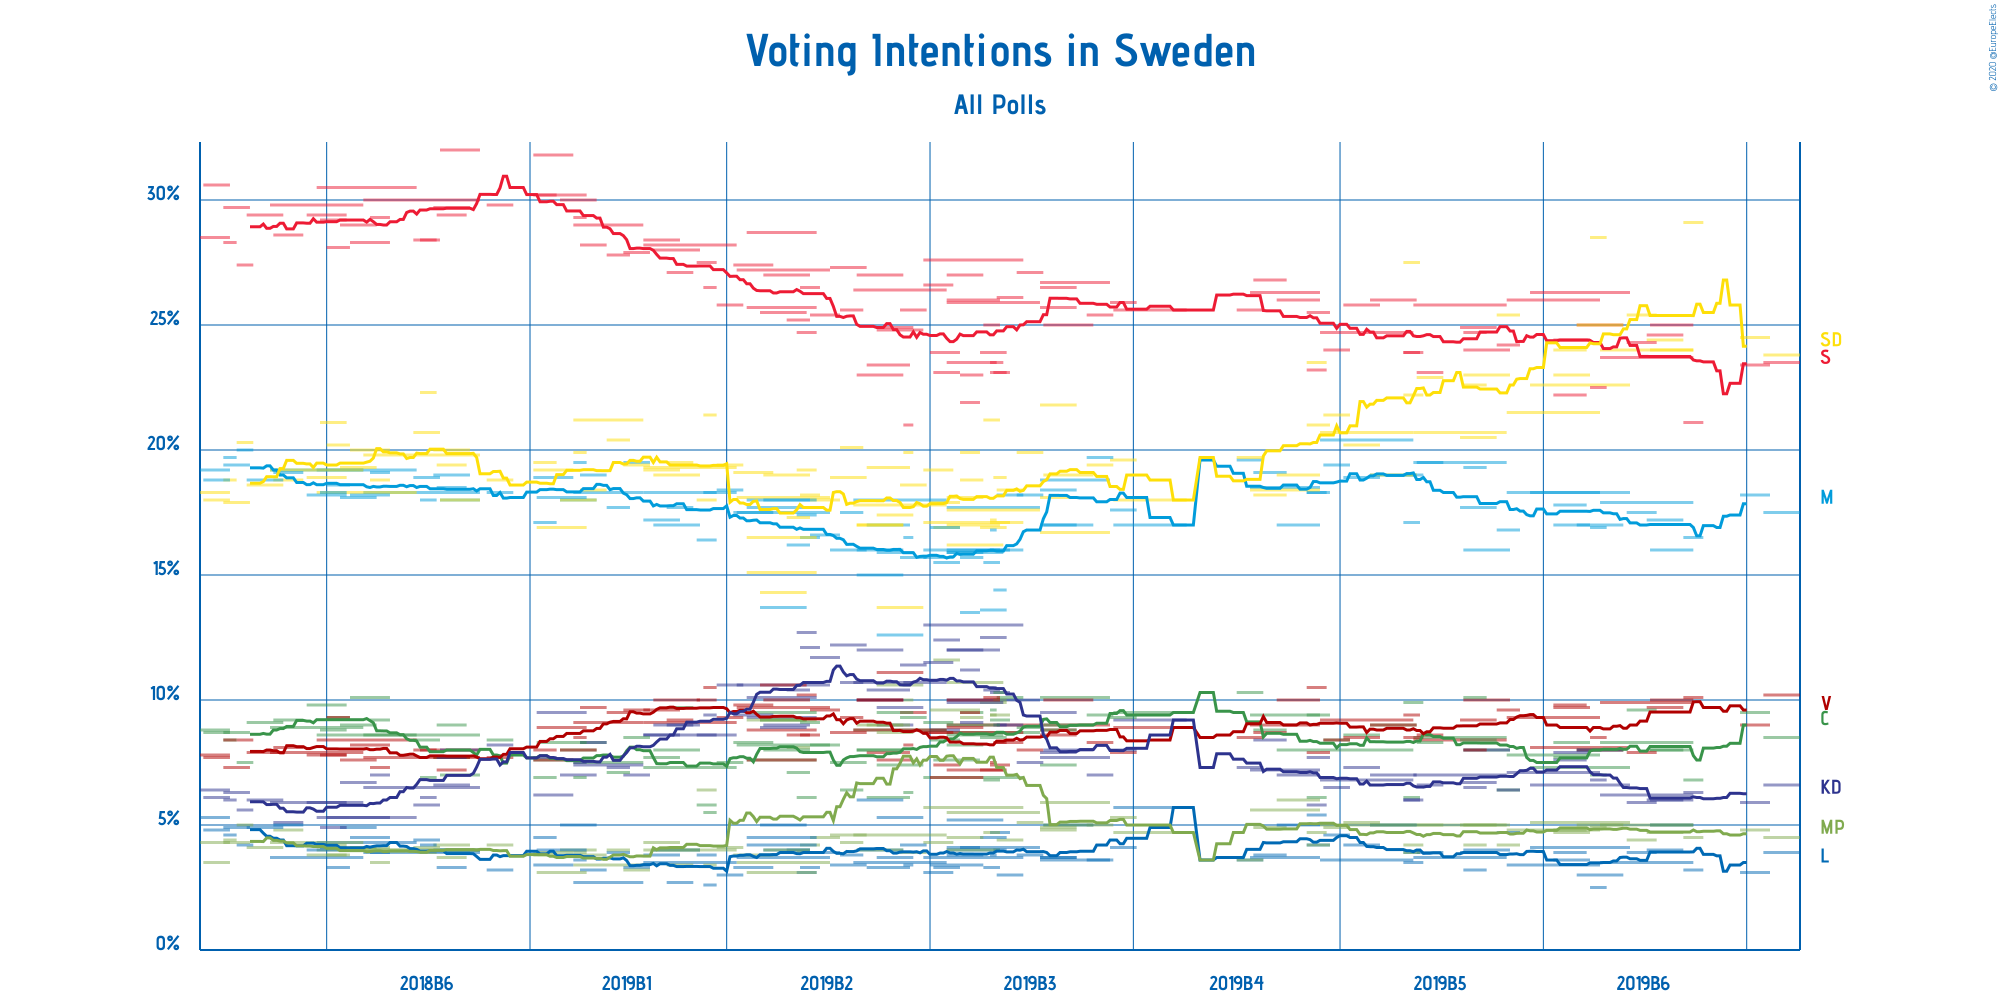 Voting Intentions in Sweden
All Polls
© 2020 @EuropeElects
30%
25%
20%
15%
10%
5%
0%
SD
S
M
V
C
KD
MP
L
2018B6
2019B1
2019B2
2019B3
2019B4
2019B5
2019B6